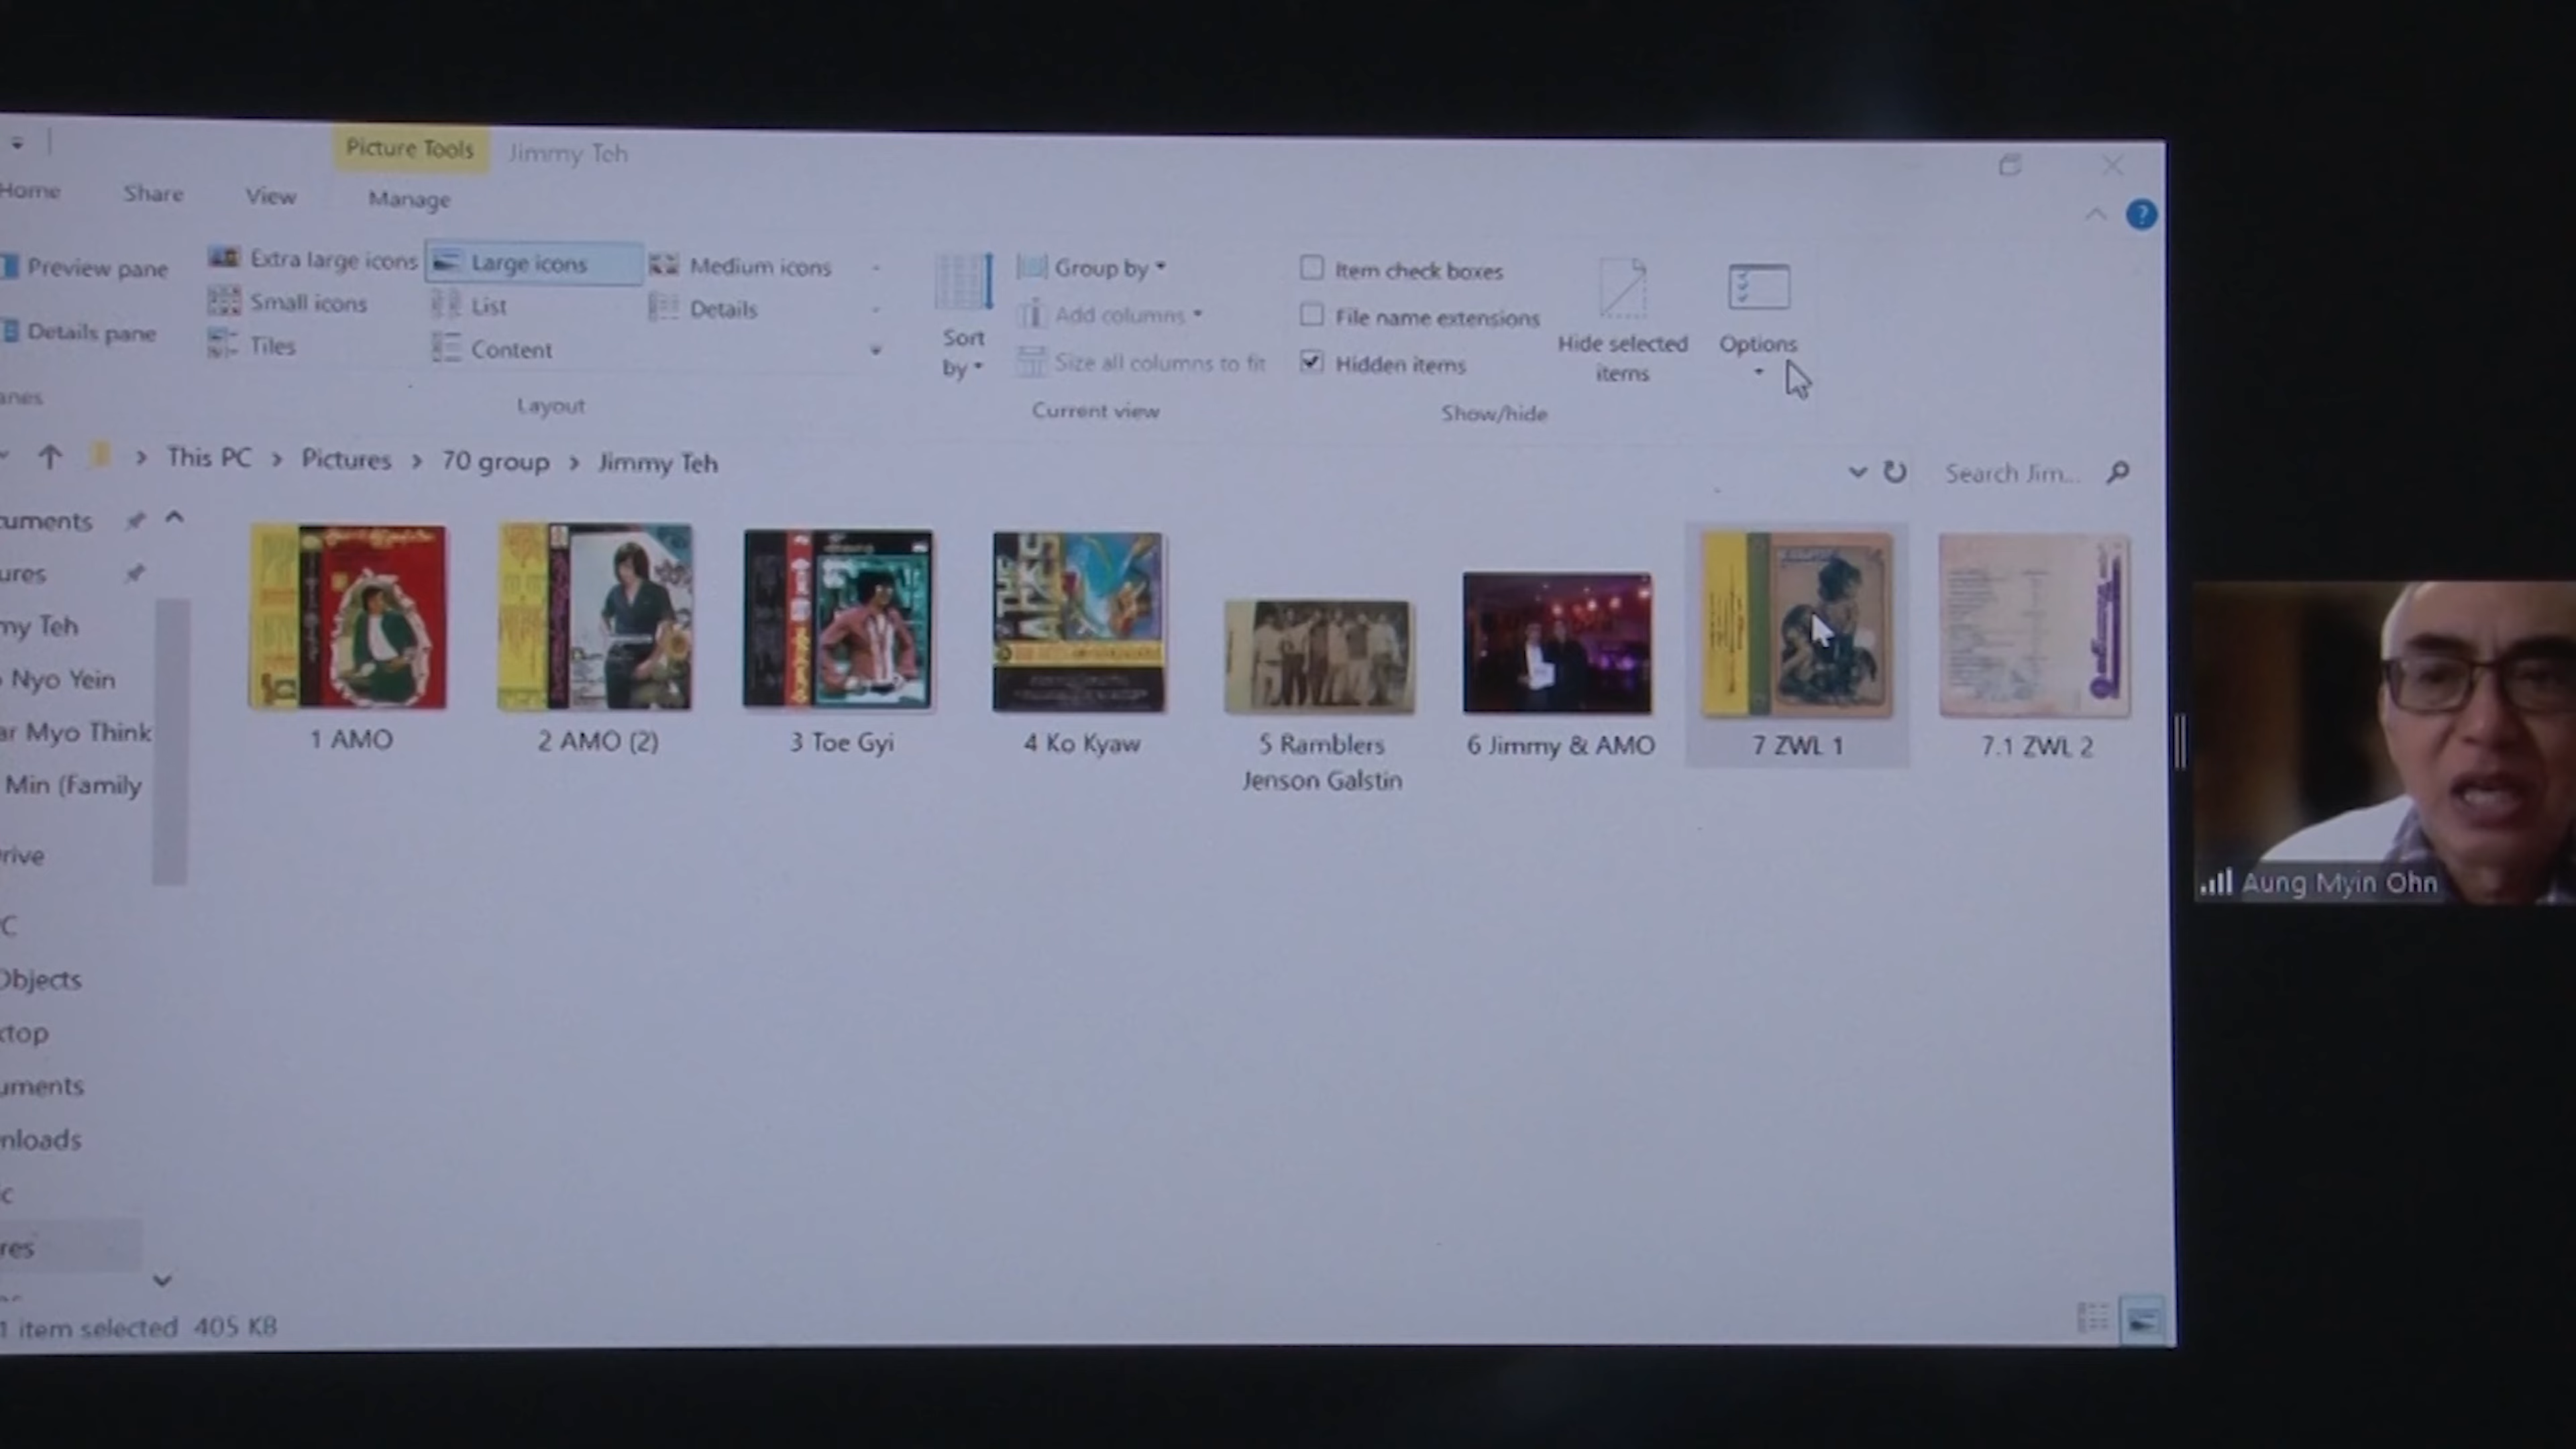 Picture Tools Jimmy Teh
Home Share View Manage
Preview pane
Details pane
Extra large icons Large icons Medium icons
Small icons List Details
Tiles Content
Layout
Sort by
Group by
Add columns
Size all columns to fit
Current view
Item check boxes
File name extensions
Hidden items
Show/hide
Hide selected items
Options
anes
This PC > Pictures > 70 group > Jimmy Teh
Search Jim...
cuments
ures
my Teh
Nyo Yein
ar Myo Think
Min (Family
rive
C
Objects
ktop
uments
nloads
c
res
1 AMO
2 AMO (2)
3 Toe Gyi
4 Ko Kyaw
5 Ramblers
Jenson Galstin
6 Jimmy & AMO
7 ZWL 1
7.1 ZWL 2
THE
ACES
Aung Myin Ohn
1 item selected 405 KB